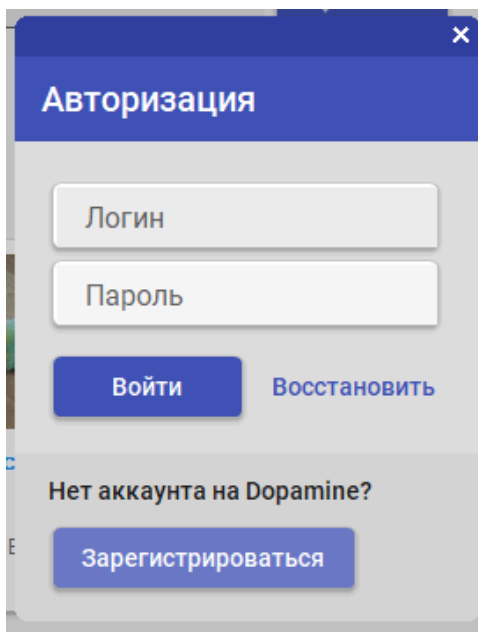 ×
Авторизация
Логин
Пароль
Войти Восстановить
Нет аккаунта на Dopamine?
Зарегистрироваться